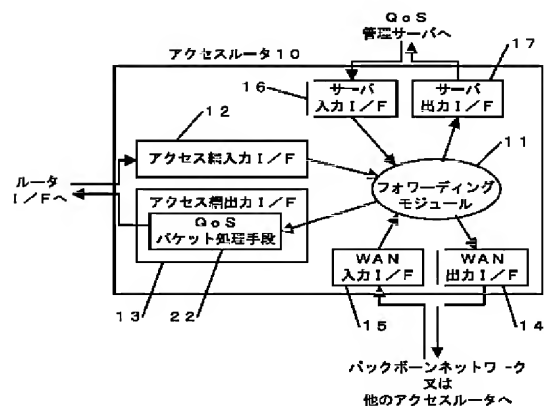 QoS
管理サーバへ
アクセスルータ10
17
16
サーバ
入力I/F
サーバ
出力I/F
12
11
アクセス網入力I/F
ルータ
I/Fへ
フォワーディング
モジュール
アクセス網出力I/F
QoS
パケット処理手段
WAN
入力I/F
WAN
出力I/F
13
22
15
14
バックボーンネットワーク
又は
他のアクセスルータへ